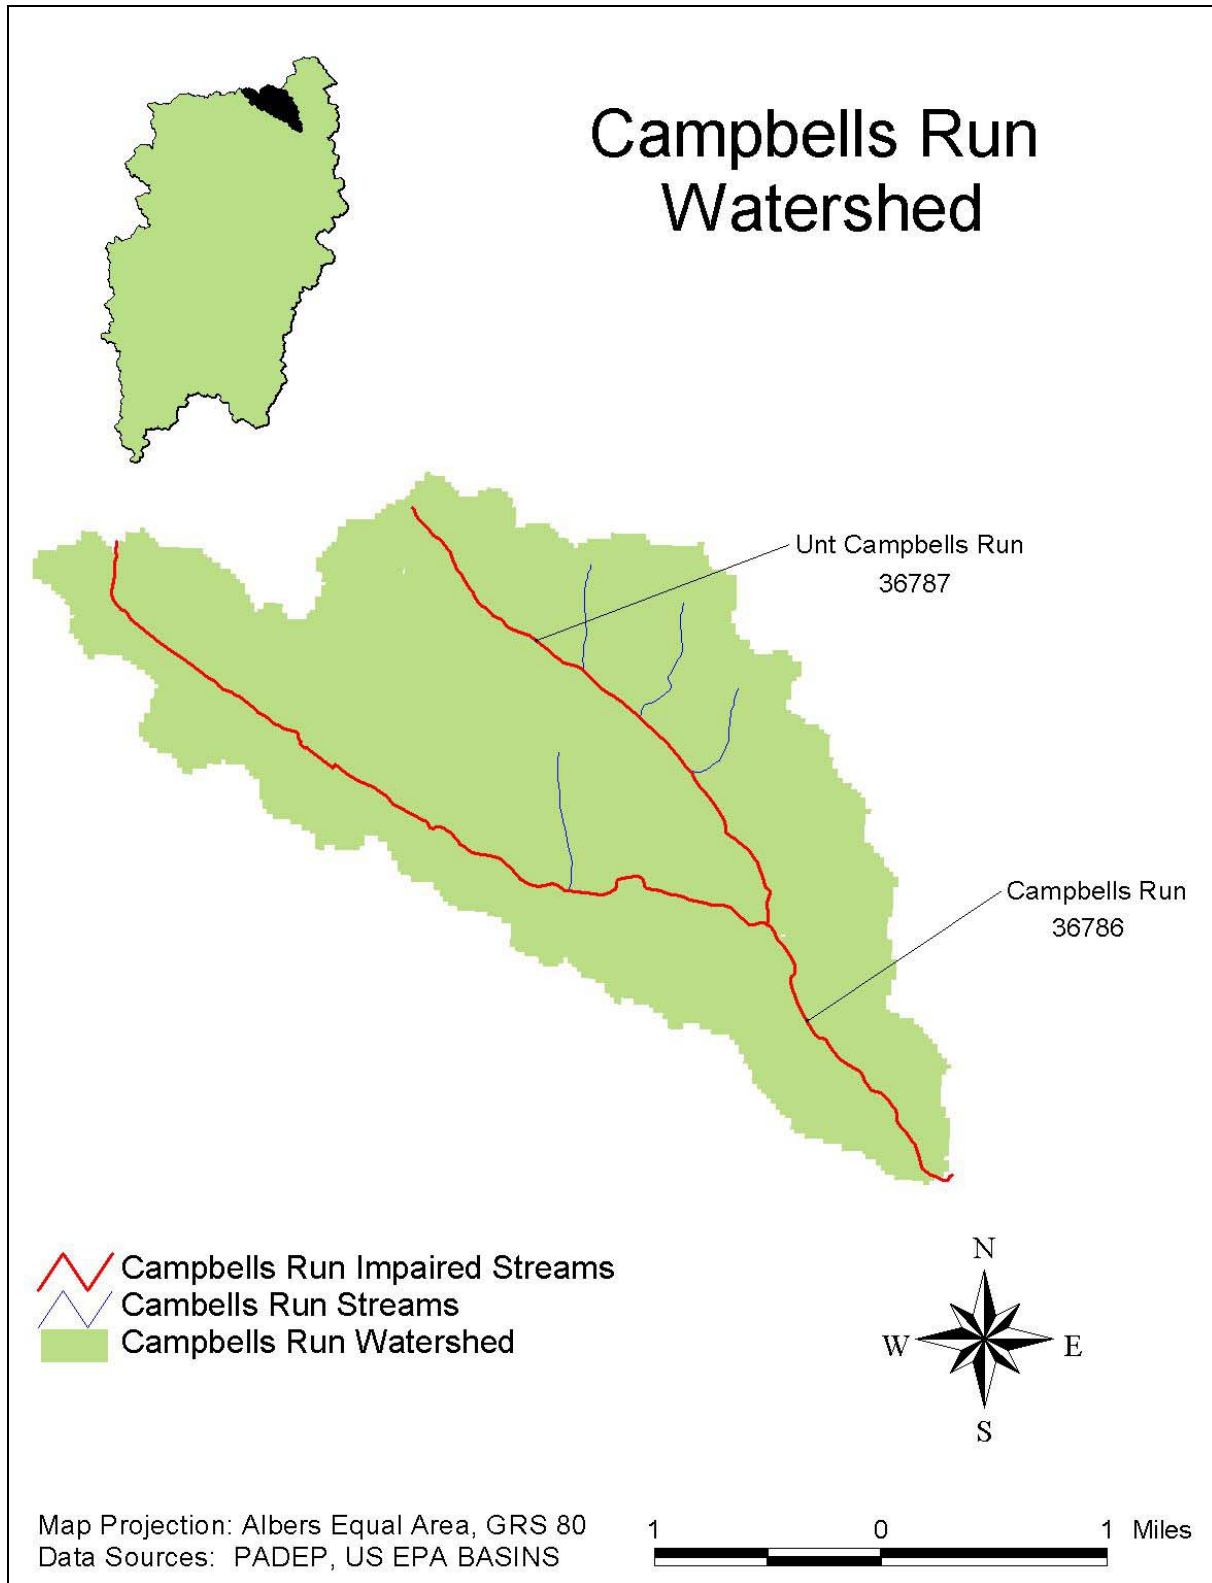 Campbells Run
Watershed
Unt Campbells Run
36787
Campbells Run
36786
Campbells Run Impaired Streams
Cambells Run Streams
Campbells Run Watershed
N
W E
S
Map Projection: Albers Equal Area, GRS 80
Data Sources: PADEP, US EPA BASINS
1 0 1 Miles